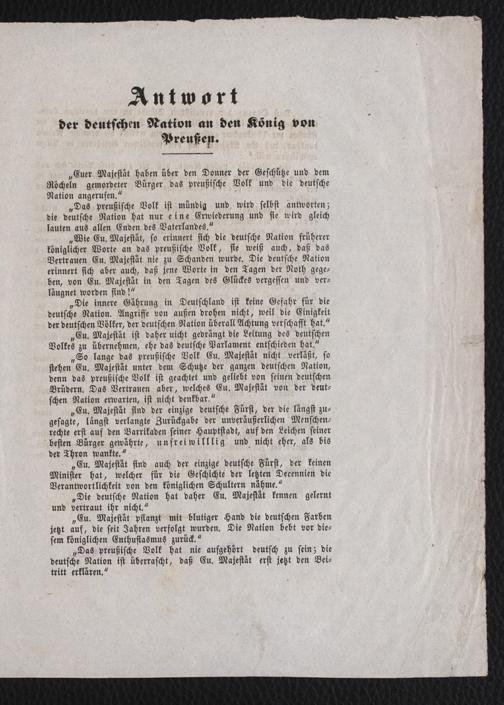 Antwort
der deutschen Nation an den König von
Preußen.
„Euer Majestät haben über den Donner der Geschütze und dem
Röcheln gemordeter Bürger das preußische Volk und die deutsche
Nation angerufen.“
„Das preußische Volk ist mündig und wird selbst antworten;
die deutsche Nation hat nur eine Erwiederung und sie wird gleich
lauten aus allen Enden des Vaterlandes.“
„Wie Eu. Majestät, so erinnert sich die deutsche Nation früherer
königlicher Worte an das preußische Volk, sie weiß auch, daß das
Vertrauen Eu. Majestät nie zu Schanden wurde. Die deutsche Nation
erinnert sich aber auch, daß jene Worte in den Tagen der Noth gege-
ben, von Eu. Majestät in den Tagen des Glückes vergessen und ver-
läugnet worden sind!“
„Die innere Gährung in Deutschland ist keine Gefahr für die
deutsche Nation. Angriffe von außen drohen nicht, weil die Einigkeit
der deutschen Völker, der deutschen Nation überall Achtung verschafft hat.“
„Eu. Majestät ist daher nicht gedrängt die Leitung des deutschen
Volkes zu übernehmen, ehe das deutsche Parlament entschieden hat.“
„So lange das preußische Volk Eu. Majestät nicht verläßt, so
stehen Eu. Majestät unter dem Schutze der ganzen deutschen Nation,
denn das preußische Volk ist geachtet und geliebt von seinen deutschen
Brüdern. Das Vertrauen aber, welches Eu. Majestät von der deut-
schen Nation erwarten, ist nicht denkbar.“
„Eu. Majestät sind der einzige deutsche Fürst, der die längst zu-
gesagte, längst verlangte Zurückgabe der unveräußerlichen Menschen-
rechte erst auf den Barrikaden seiner Hauptstadt, auf den Leichen seiner
besten Bürger gewährte, unfreiwilllig und nicht eher, als bis
der Thron wankte.“
„Eu. Majestät sind auch der einzige deutsche Fürst, der keinen
Minister hat, welcher für die Geschichte der letzten Decennien die
Verantwortlichkeit von den königlichen Schultern nähme.“
„Die deutsche Nation hat daher Eu. Majestät kennen gelernt
und vertraut ihr nicht.“
„Eu. Majestät pflanzt mit blutiger Hand die deutschen Farben
jetzt auf, die seit Jahren verfolgt wurden. Die Nation bebt vor die-
sem königlichen Enthusiasmus zurück.“
„Das preußische Volk hat nie aufgehört deutsch zu sein; die
deutsche Nation ist überrascht, daß Eu. Majestät erst jetzt den Bei-
tritt erklären.“